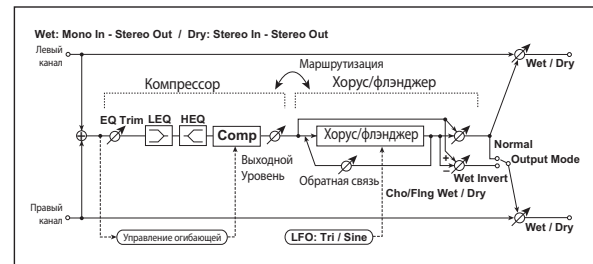 Wet: Mono In - Stereo Out / Dry: Stereo In - Stereo Out
Левый
канал
Wet / Dry
Маршрутизация
Компрессор
Хорус/флэнджер
EQ Trim
LEQ
HEQ
Comp
Хорус/флэнджер
Normal
Output Mode
Выходной
Уровень
+
−
Wet Invert
Обратная связь
Cho/Flng Wet / Dry
Правый
канал
Wet / Dry
Управление огибающей
LFO: Tri / Sine